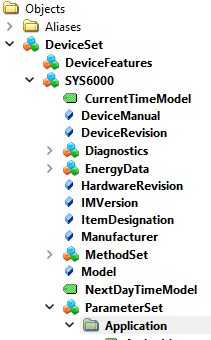 Objects
Aliases
DeviceSet
DeviceFeatures
SYS6000
CurrentTimeModel
DeviceManual
DeviceRevision
Diagnostics
EnergyData
HardwareRevision
IMVersion
ItemDesignation
Manufacturer
MethodSet
Model
NextDayTimeModel
ParameterSet
Application